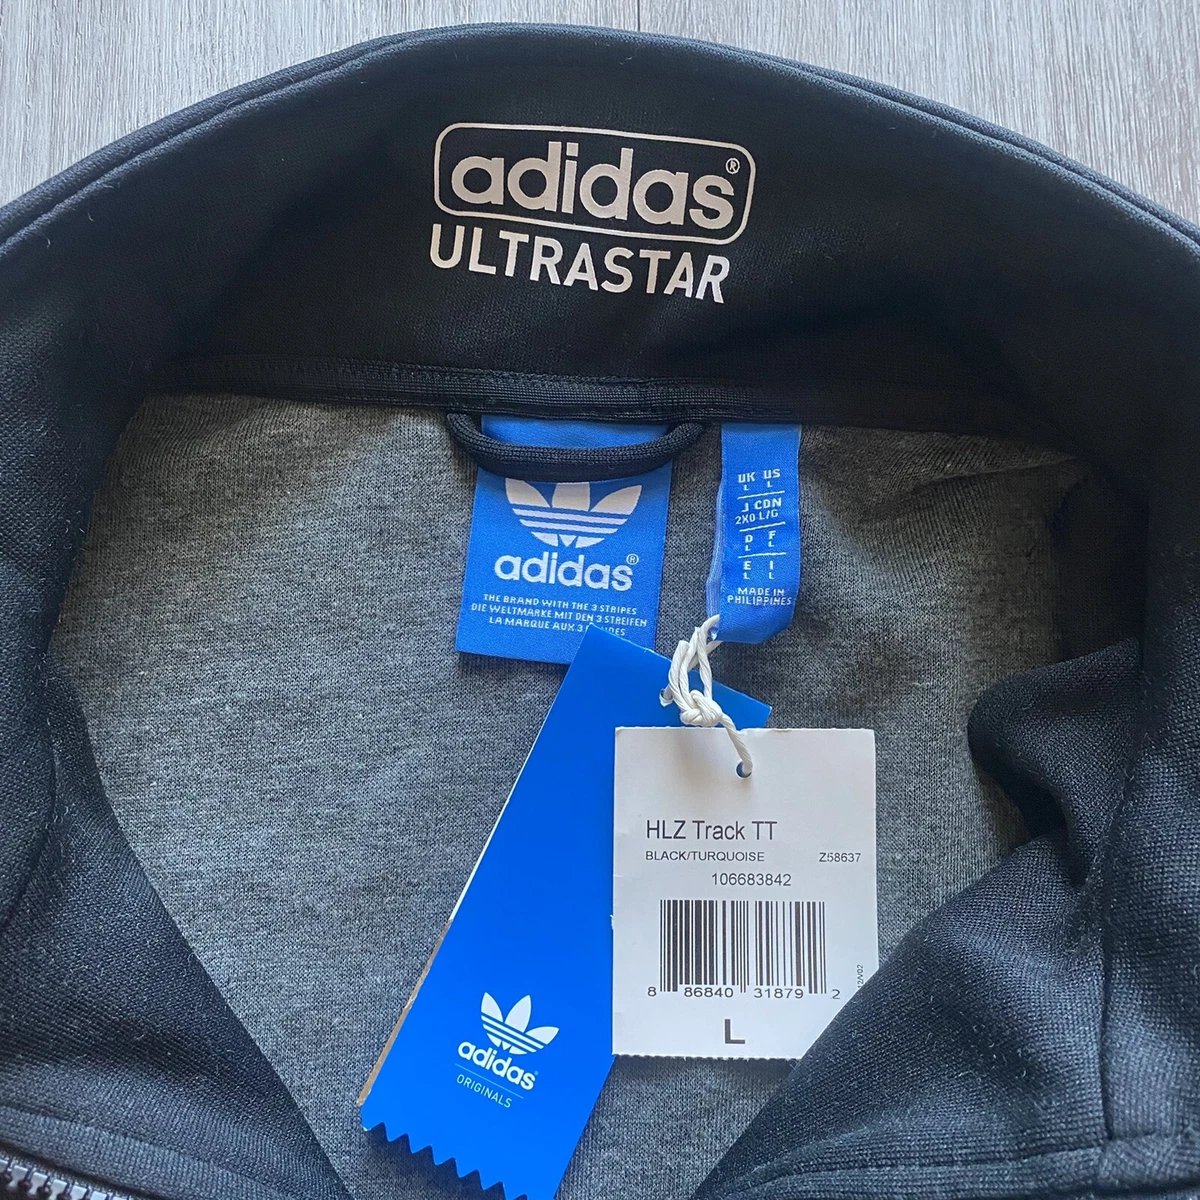 adidas®
ULTRASTAR
adidas®
THE BRAND WITH THE 3 STRIPES
DIE WELTMARKE MIT DEN 3 STREIFEN
LA MARQUE AUX 3
UK US
L L
J CDN
2XO L/G
D F
L L
E I
L L
MADE IN
PHILIPPINES
HLZ Track TT
BLACK/TURQUOISE Z58637
106683842
8 86840 31879 2
L
adidas®
ORIGINALS